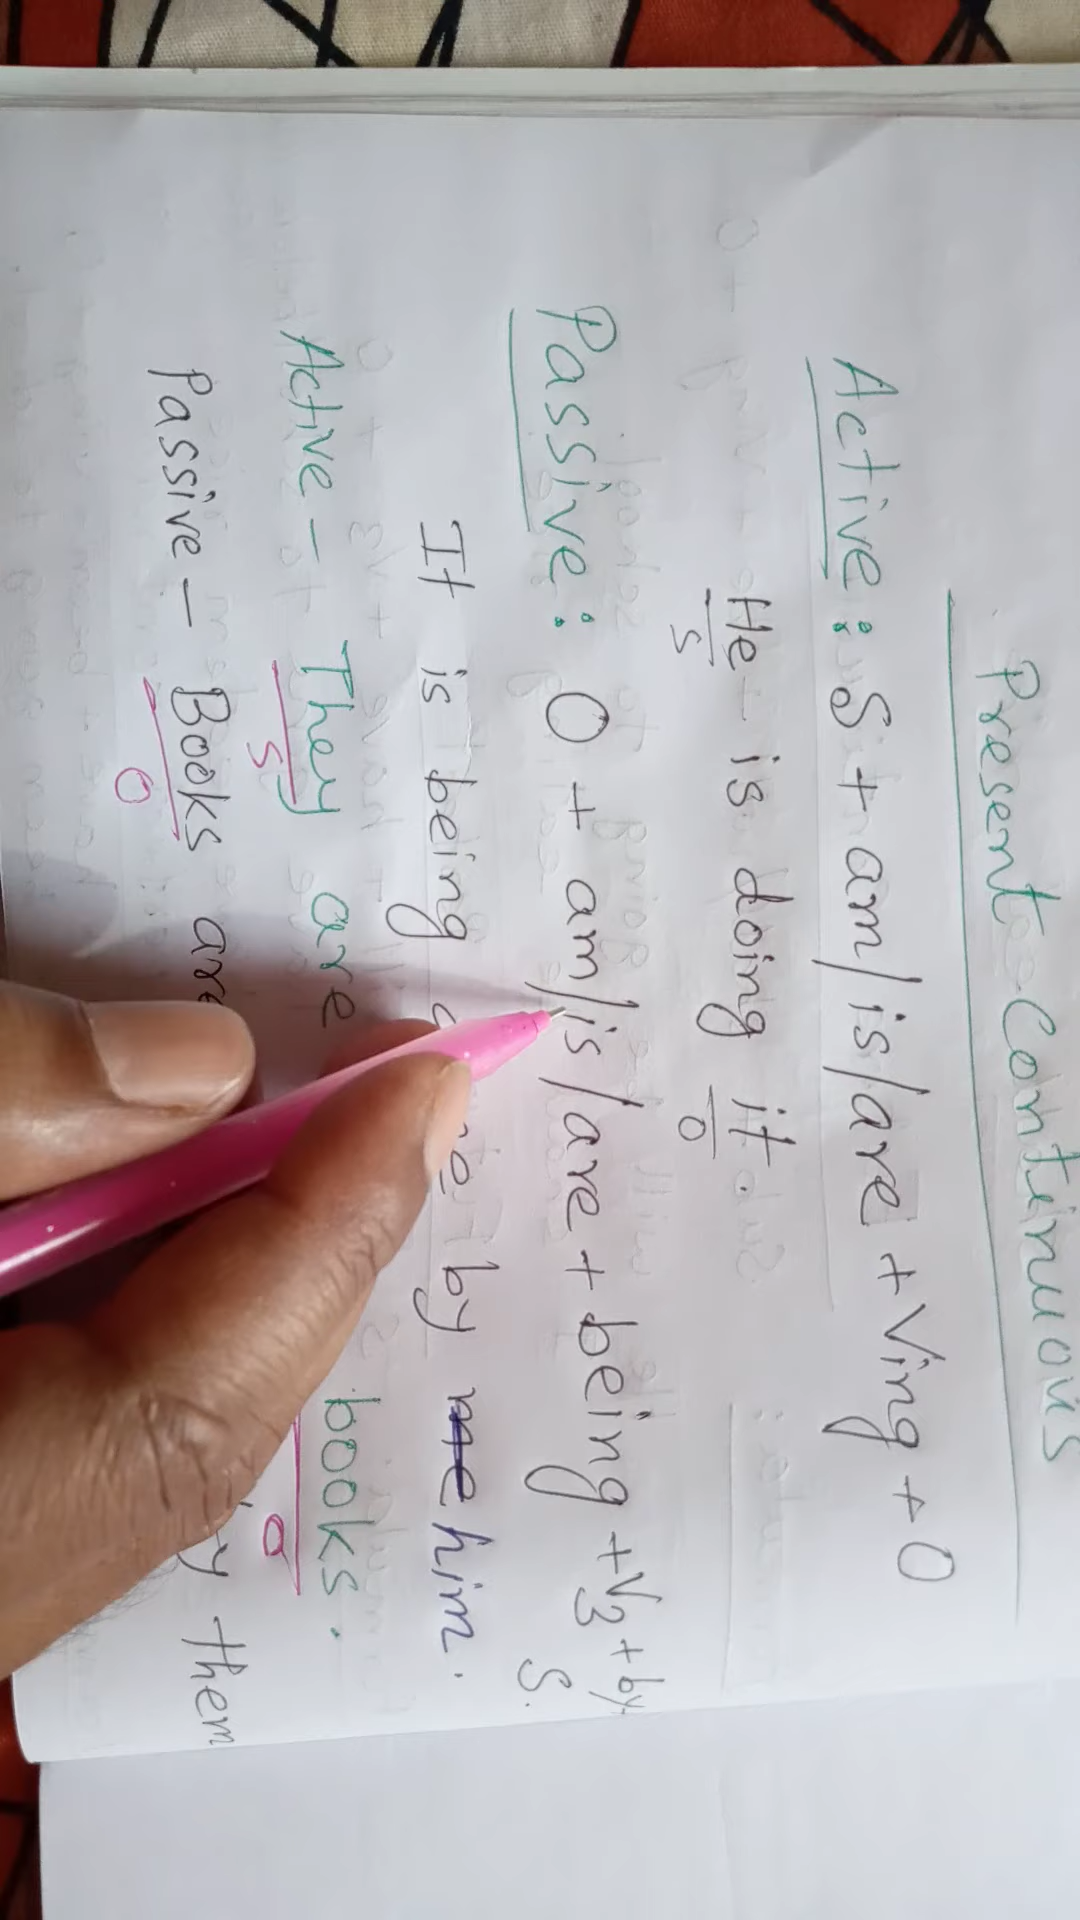 Present Continuous
Active: S + am/is/are + Ving + O
He is doing it.
S O
Passive: O + am/is/are + being + V3 + by
S.
It is being by me him.
Active - They are books.
S O
Passive - Books are them
O